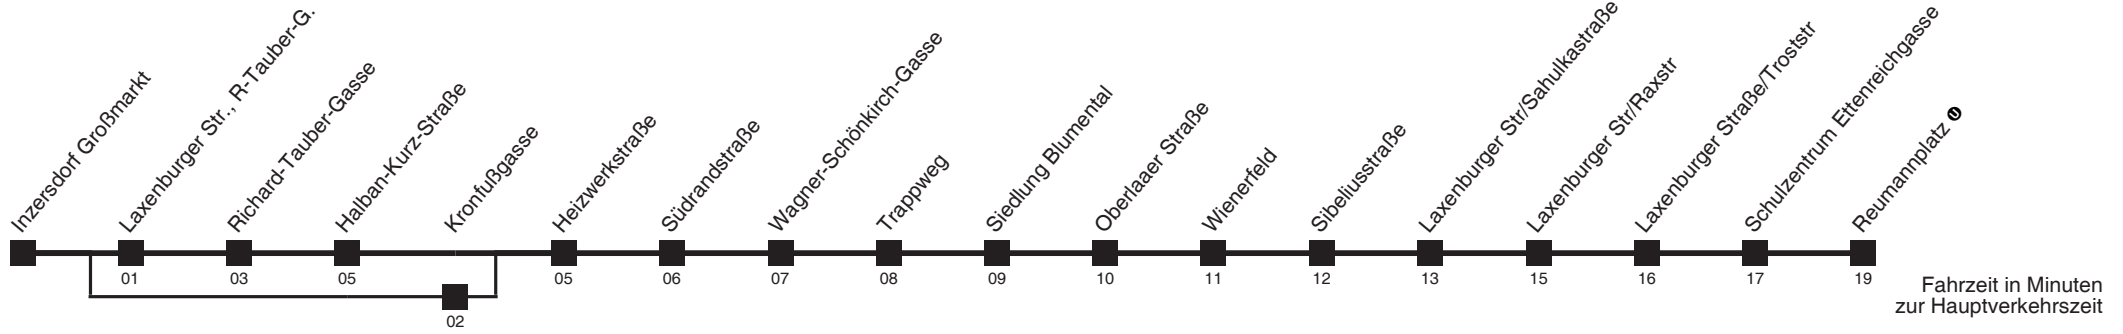 Inzersdorf Großmarkt
Laxenburger Str., R-Tauber-G.
Richard-Tauber-Gasse
Halban-Kurz-Straße
Kronfußgasse
Heizwerkstraße
Südrandstraße
Wagner-Schönkirch-Gasse
Trappweg
Siedlung Blumental
Oberlaaer Straße
Wienerfeld
Sibeliusstraße
Laxenburger Str/Sahulkastraße
Laxenburger Str/Raxstr
Laxenburger Straße/Troststr
Schulzentrum Ettenreichgasse
Reumannplatz U
01 03 05 05 06 07 08 09 10 11 12 13 15 16 17 19
02
Fahrzeit in Minuten
zur Hauptverkehrszeit